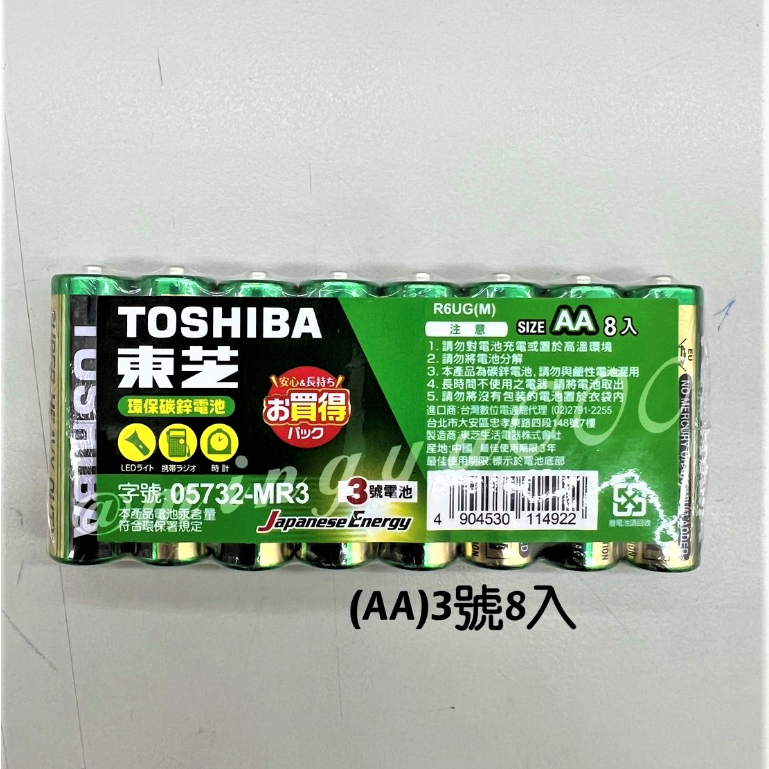 TOSHIBA
東芝
環保碳鋅電池
安心&長持ち
お買得
パック
LEDライト 携帯ラジオ 時計
字號: 05732-MR3
本產品電池汞含量
符合環保署規定
3號電池
Japanese Energy
R6UG(M)
注意 SIZE AA 8入
1. 請勿對電池充電或置於高溫環境
2. 請勿將電池分解
3. 本產品為碳鋅電池, 請勿與鹼性電池混用
4. 長時間不使用之電器, 請將電池取出
5. 請勿將沒有包裝的電池置於衣袋內
進口商: 台灣數位電通總代理 (02)2791-2255
台北市大安區忠孝東路四段148號7樓
製造商: 東芝生活電器株式會社
產地: 中國 最佳使用期限3年
最佳使用期限: 標示於電池底部
4 904530 114922
廢電池請回收
TOSHIBA
NO MERCURY
ADDED
(AA)3號8入